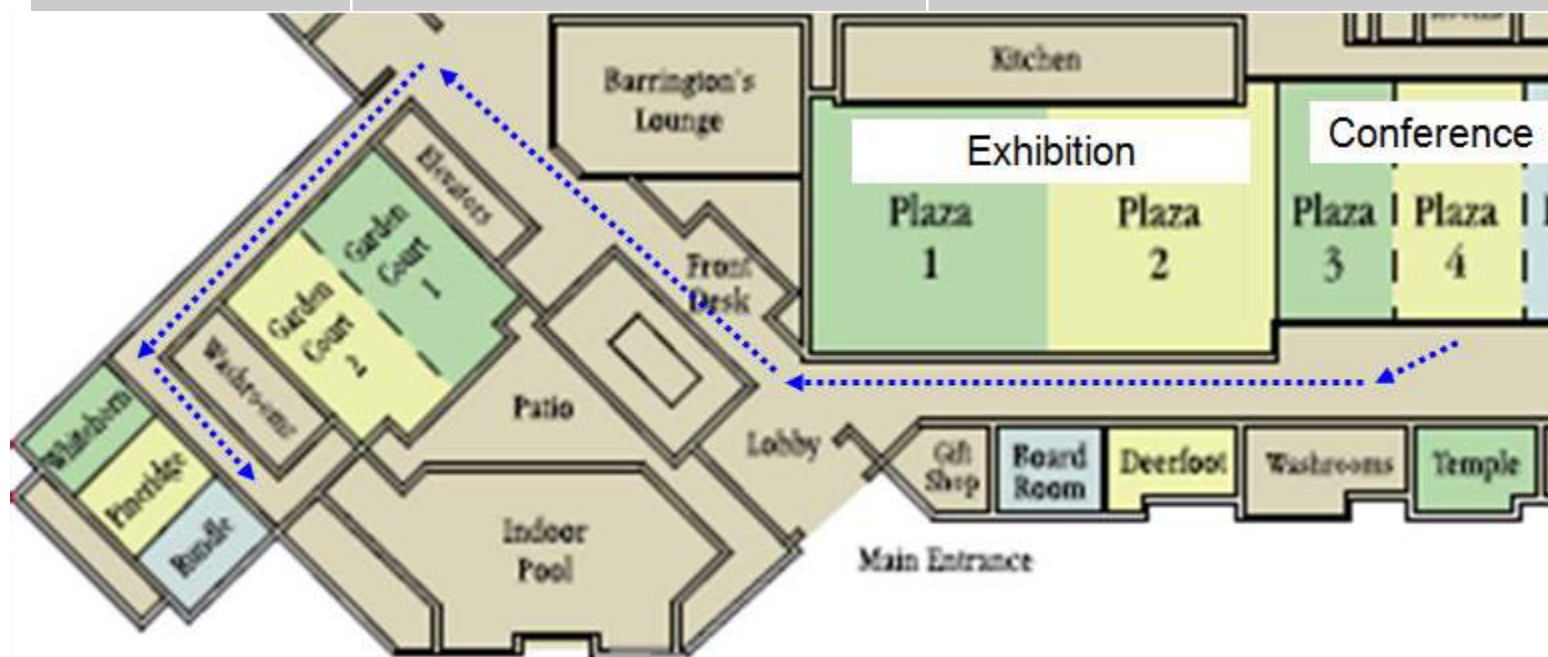 Kitchen
Barrington's
Lounge
Exhibition
Conference
Elevators
Garden
Court
1
Garden
Court
2
Plaza
1
Plaza
2
Plaza
3
Plaza
4
Front
Desk
Washrooms
Patio
Lobby
Whitehorn
Pineridge
Rundle
Gift
Shop
Board
Room
Deerfoot
Washrooms
Temple
Indoor
Pool
Main Entrance